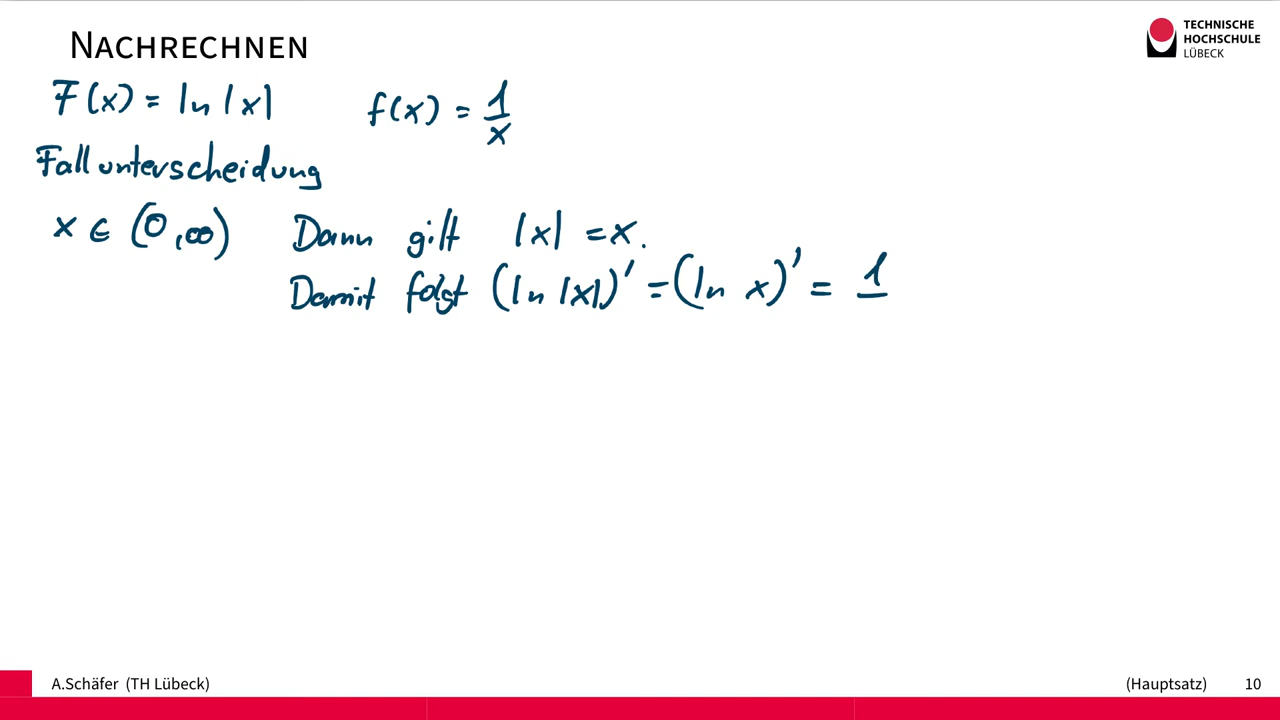 NACHRECHNEN
TECHNISCHE
HOCHSCHULE
LÜBECK
F(x) = ln |x| f(x) = 1/x
Fallunterscheidung
x ∈ (0,∞) Dann gilt |x| = x.
Damit folgt (ln |x|)' = (ln x)' = 1/
A.Schäfer (TH Lübeck) (Hauptsatz) 10